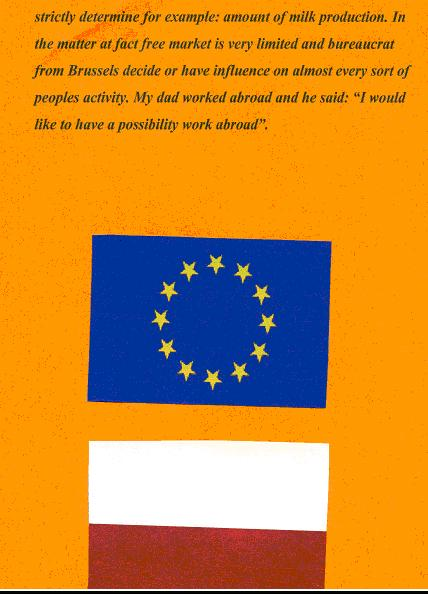 strictly determine for example: amount of milk production. In
the matter at fact free market is very limited and bureaucrat
from Brussels decide or have influence on almost every sort of
peoples activity. My dad worked abroad and he said: “I would
like to have a possibility work abroad”.